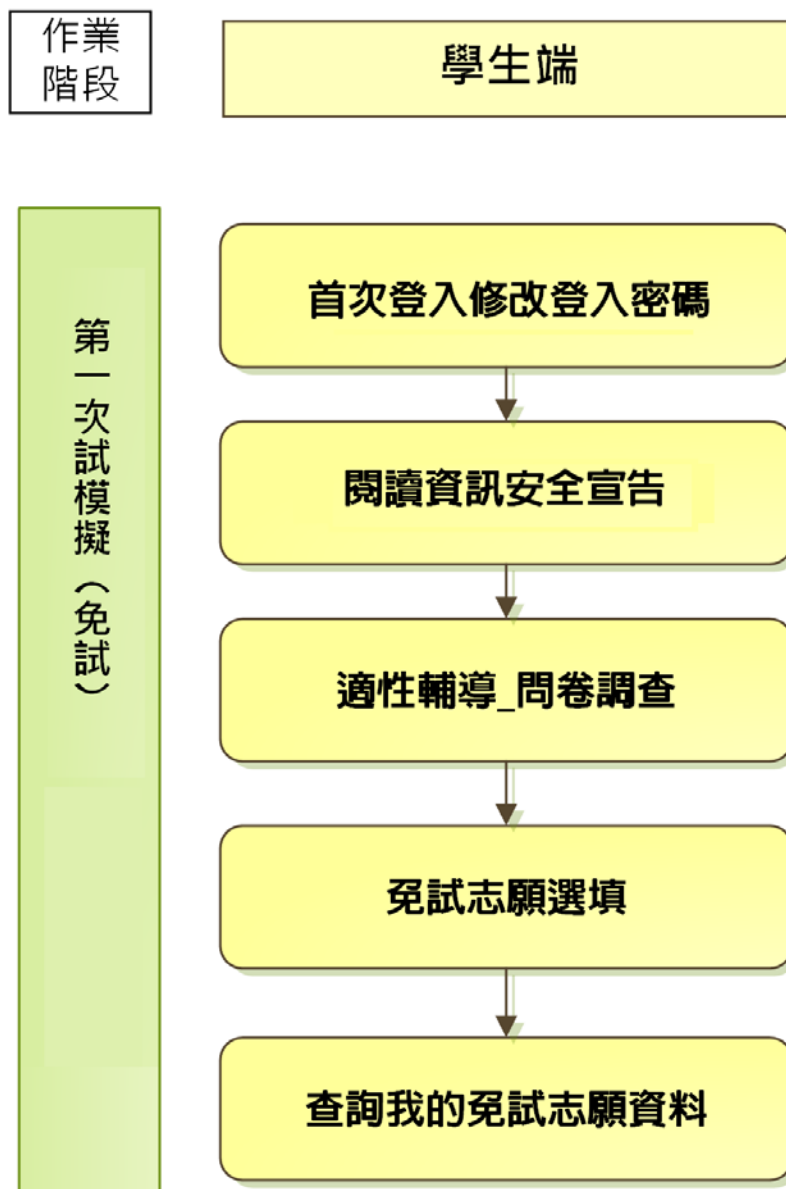 作業
階段
學生端
第一次試模擬（免試）
首次登入修改登入密碼
閱讀資訊安全宣告
適性輔導_問卷調查
免試志願選填
查詢我的免試志願資料